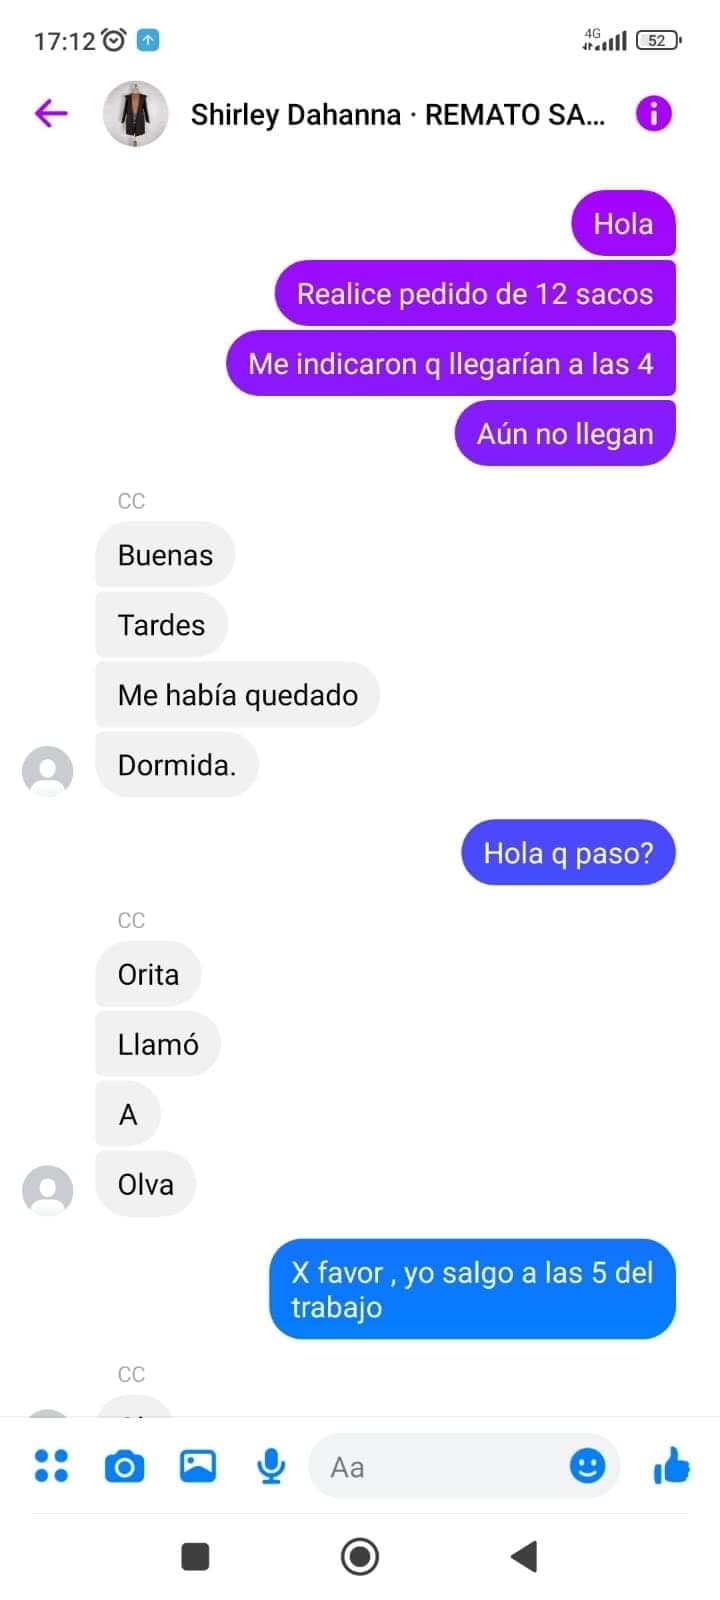 17:12
4G
52
Shirley Dahanna · REMATO SA...
Hola
Realice pedido de 12 sacos
Me indicaron q llegarían a las 4
Aún no llegan
CC
Buenas
Tardes
Me había quedado
Dormida.
Hola q paso?
CC
Orita
Llamó
A
Olva
X favor , yo salgo a las 5 del
trabajo
CC
Aa